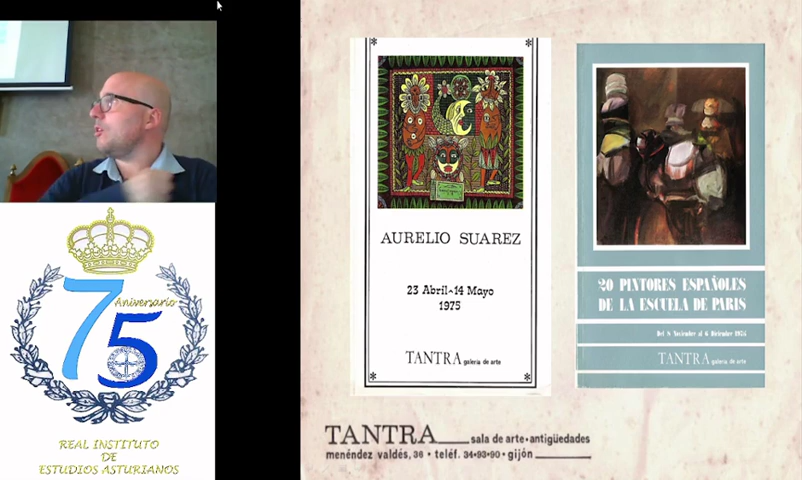 75
Aniversario
REAL INSTITUTO
DE
ESTUDIOS ASTURIANOS
AURELIO SUAREZ
23 Abril-14 Mayo
1975
TANTRA galería de arte
20 PINTORES ESPAÑOLES
DE LA ESCUELA DE PARIS
TANTRA galería de arte
TANTRA sala de arte•antigüedades
menéndez valdés, 36 • teléf. 34-93-90 • gijón